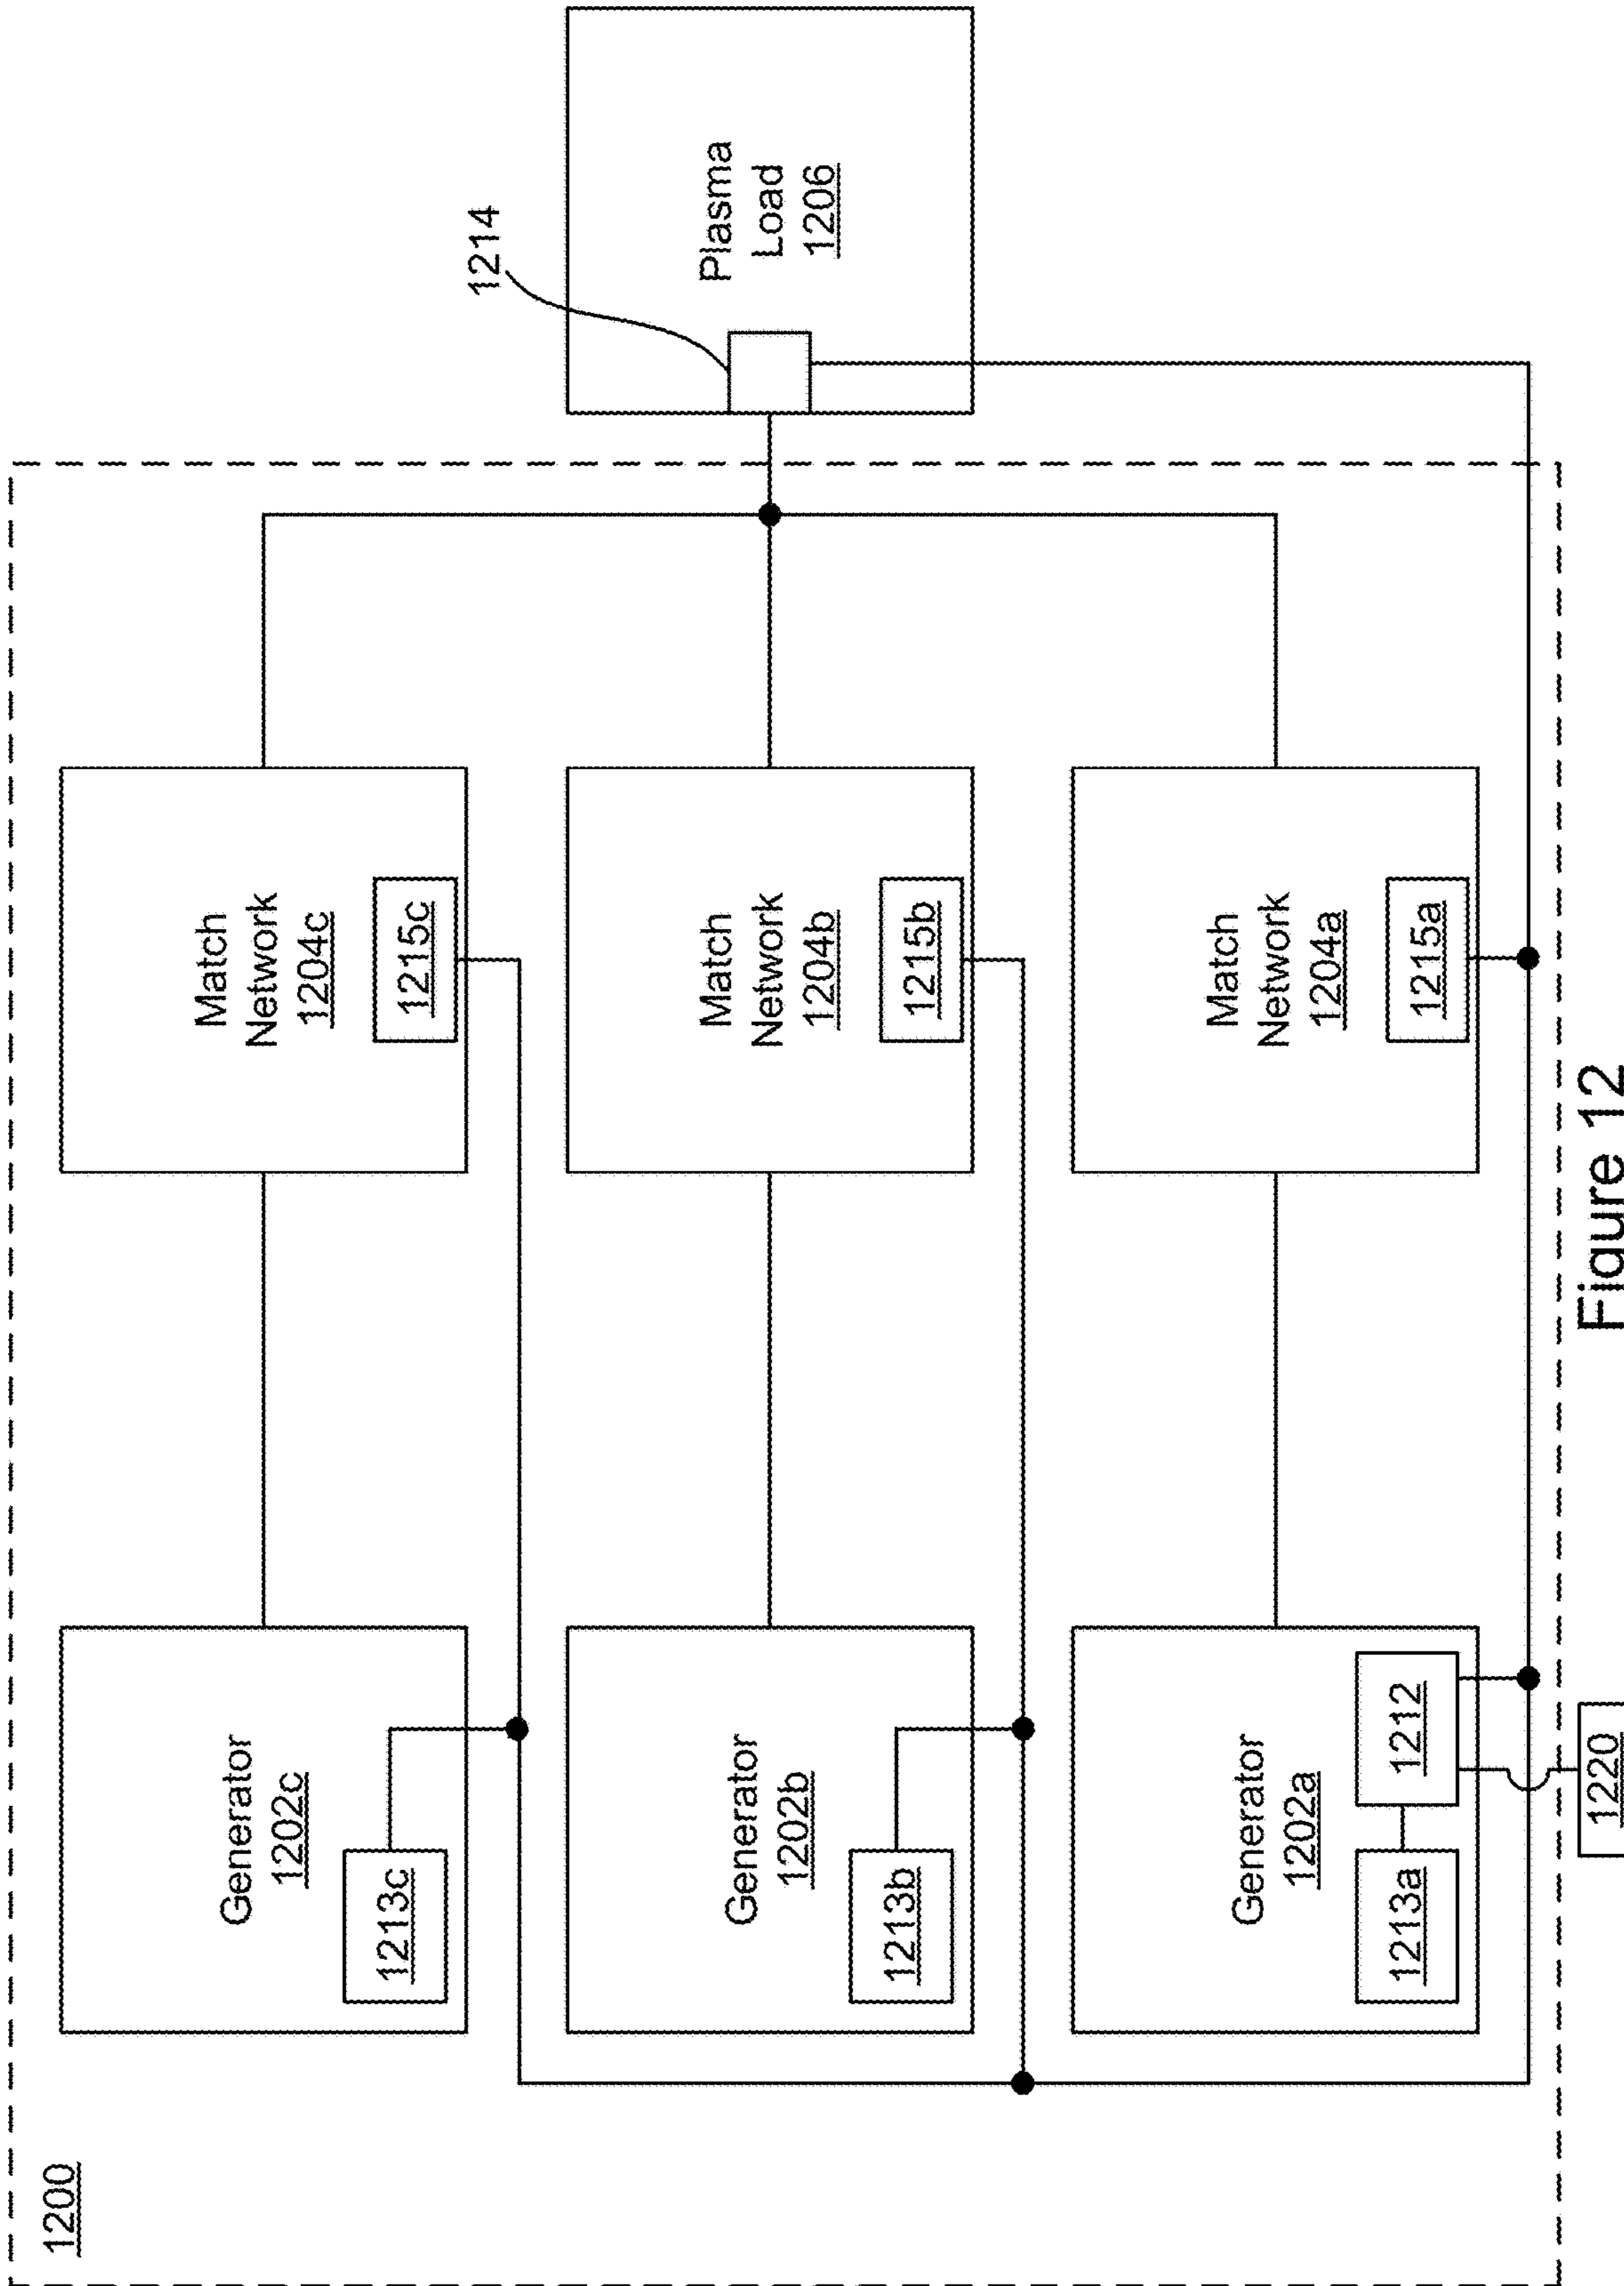 1200
Generator
1202c
1213c
Match
Network
1204c
1215c
1214
Generator
1202b
1213b
Match
Network
1204b
1215b
Plasma
Load
1206
Generator
1202a
1213a
1212
Match
Network
1204a
1215a
1220
Figure 12